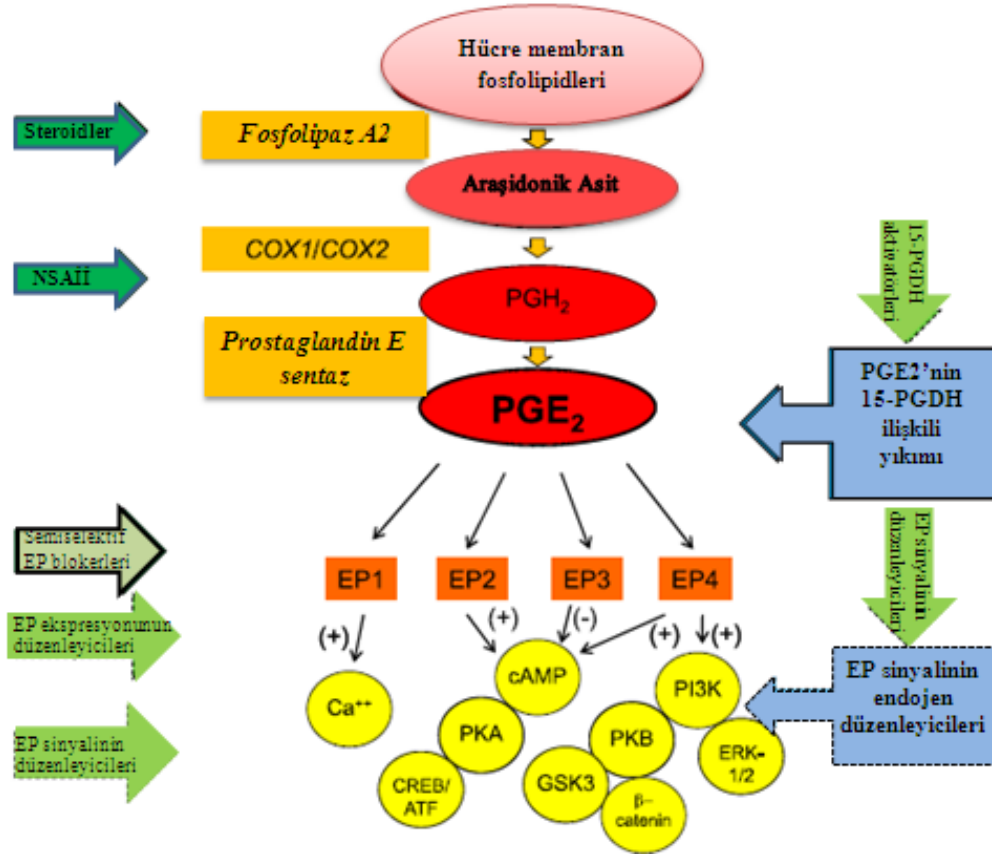 Hücre membran
fosfolipidleri
Steroidler
Fosfolipaz A2
Araşidonik Asit
COX1/COX2
NSAİİ
PGH₂
Prostaglandin E
sentaz
PGE₂
15-PGDH
aktivatörleri
PGE2’nin
15-PGDH
ilişkili
yıkımı
Semiselektif
EP blokerleri
EP1
EP2
EP3
EP4
EP sinyalinin
düzenleyicileri
EP ekspresyonunun
düzenleyicileri
(+)
(+)
(-)
(+)
(+)
Ca⁺⁺
cAMP
PI3K
PKA
PKB
ERK-
1/2
CREB/
ATF
GSK3
β–
catenin
EP sinyalinin
endojen
düzenleyicileri
EP sinyalinin
düzenleyicileri